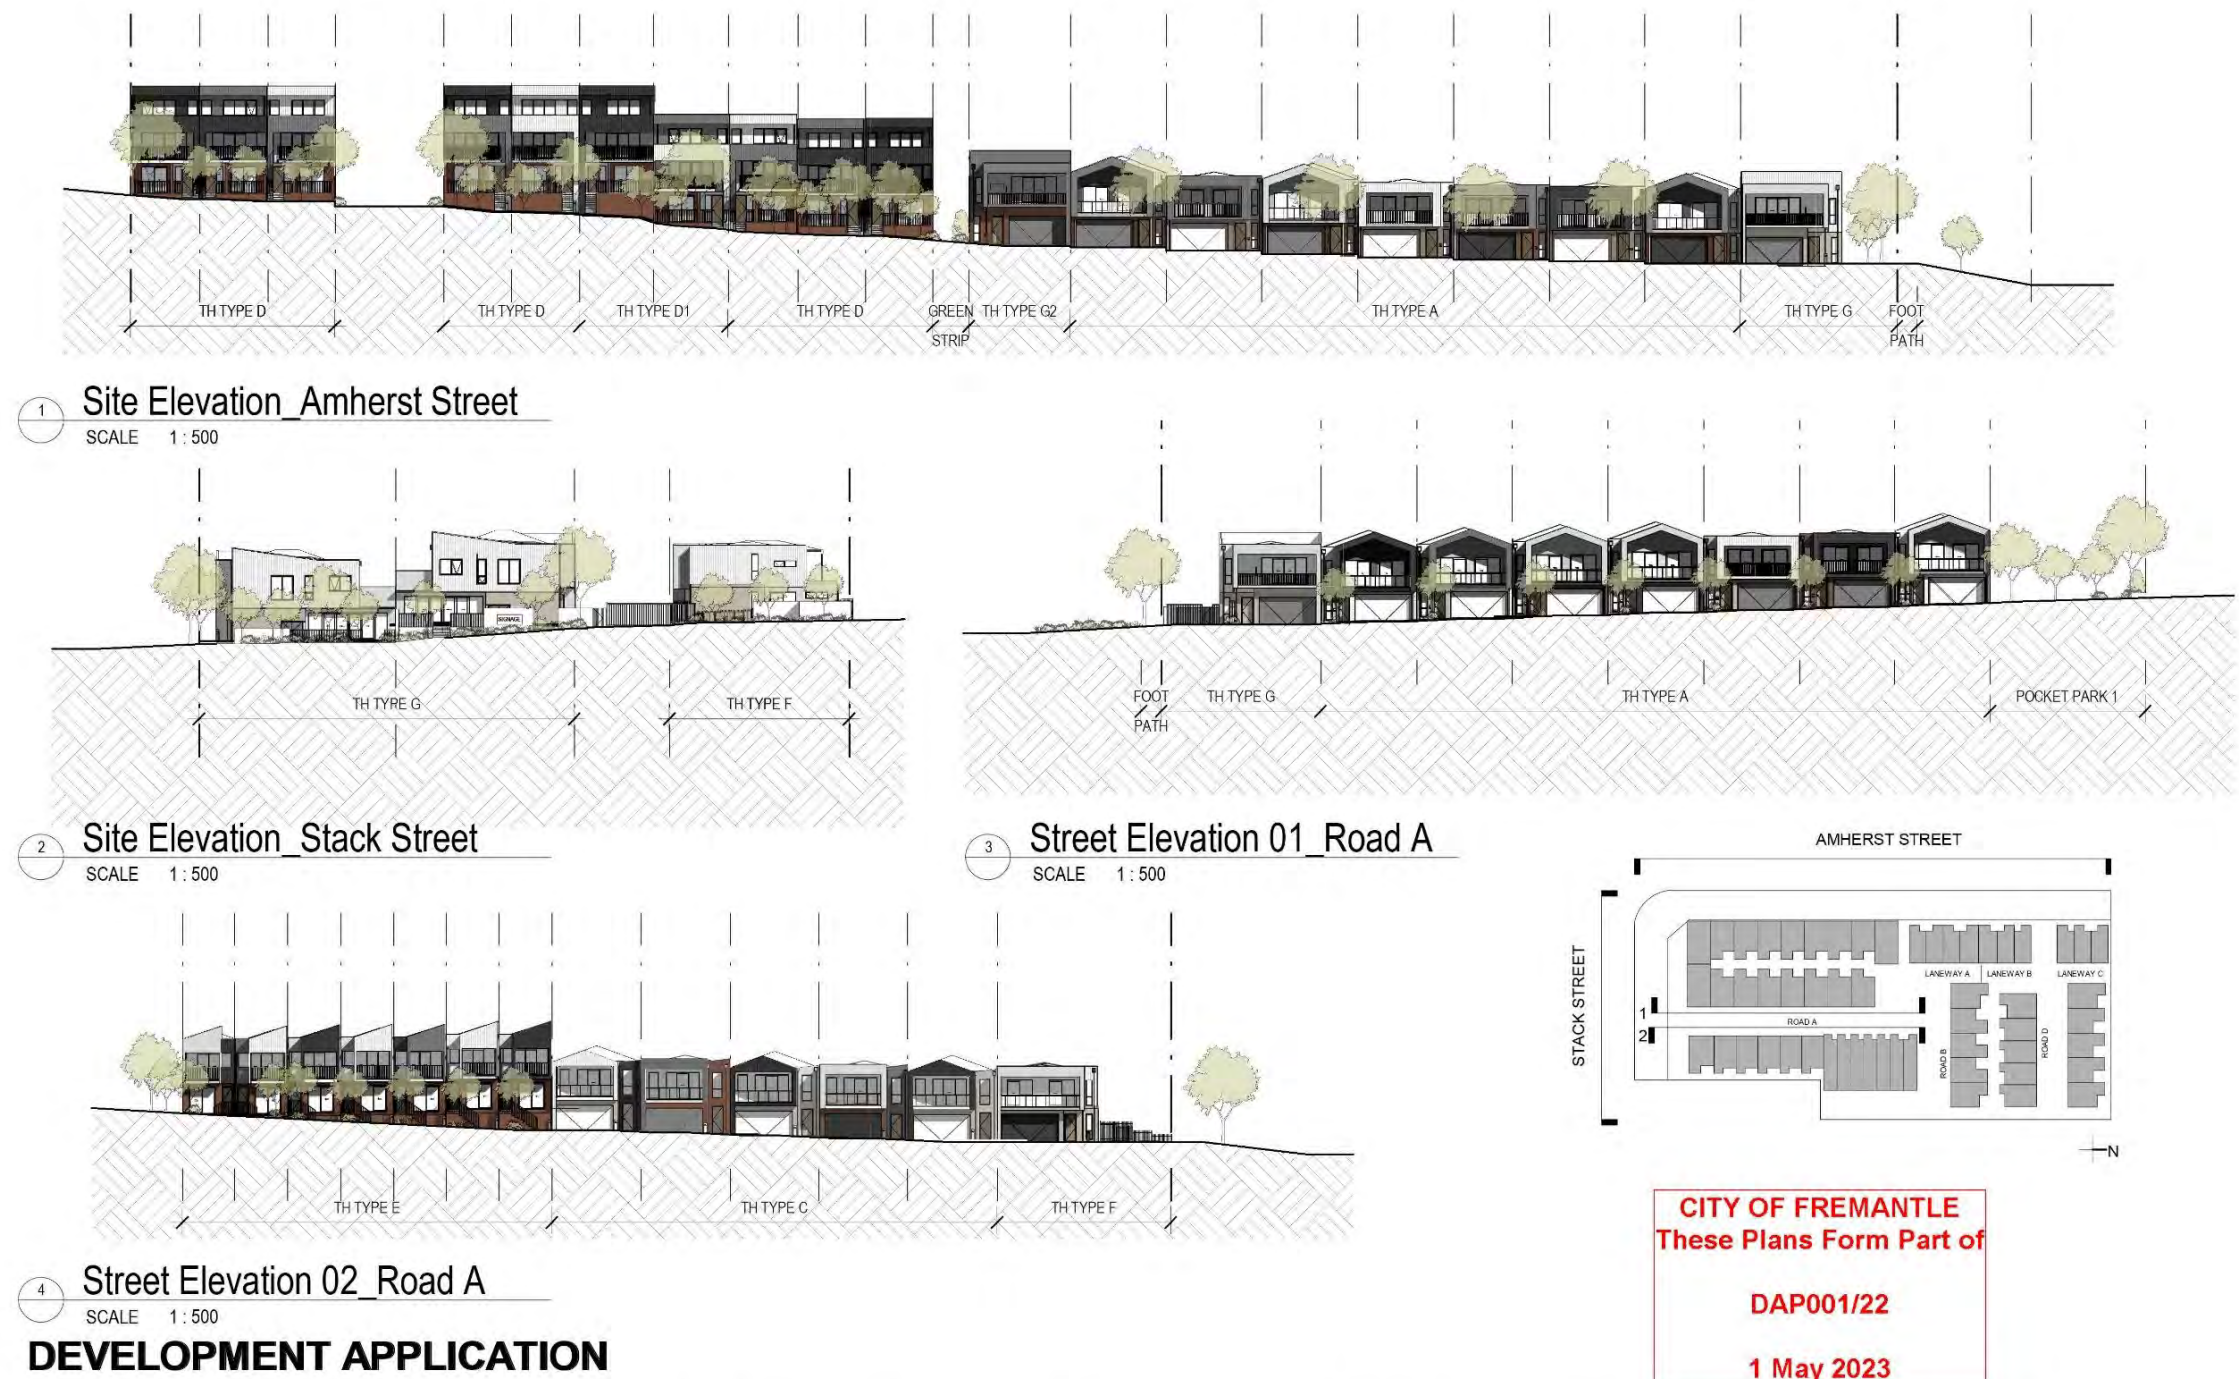 TH TYPE D
TH TYPE D
TH TYPE D1
TH TYPE D
GREEN
STRIP
TH TYPE G2
TH TYPE A
TH TYPE G
FOOT
PATH
1
Site Elevation_Amherst Street
SCALE 1 : 500
SIGNAGE
TH TYPE G
TH TYPE F
2
Site Elevation_Stack Street
SCALE 1 : 500
FOOT
PATH
TH TYPE G
TH TYPE A
POCKET PARK 1
3
Street Elevation 01_Road A
SCALE 1 : 500
TH TYPE E
TH TYPE C
TH TYPE F
4
Street Elevation 02_Road A
SCALE 1 : 500
AMHERST STREET
STACK STREET
LANEWAY A
LANEWAY B
LANEWAY C
1
ROAD A
2
ROAD B
ROAD D
N
CITY OF FREMANTLE
These Plans Form Part of
DAP001/22
1 May 2023
DEVELOPMENT APPLICATION